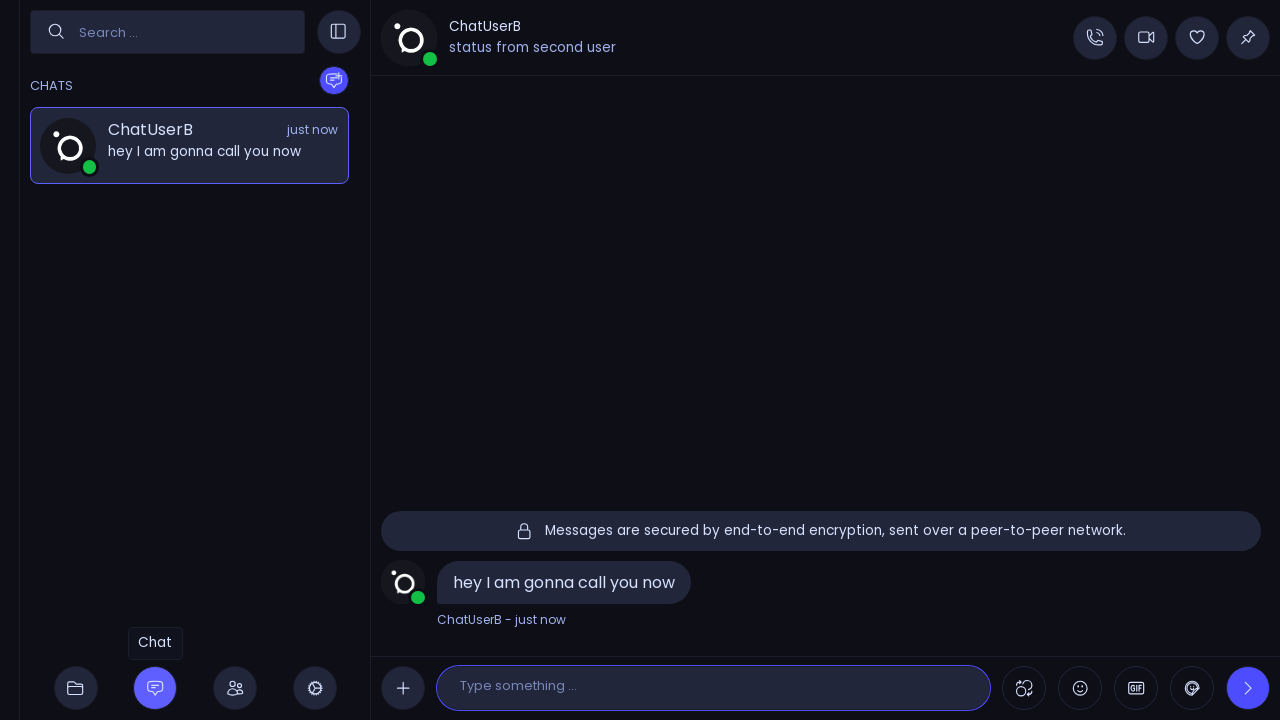 Search ...
CHATS
ChatUserB
just now
hey I am gonna call you now
Chat
ChatUserB
status from second user
Messages are secured by end-to-end encryption, sent over a peer-to-peer network.
hey I am gonna call you now
ChatUserB - just now
Type something ...
GIF